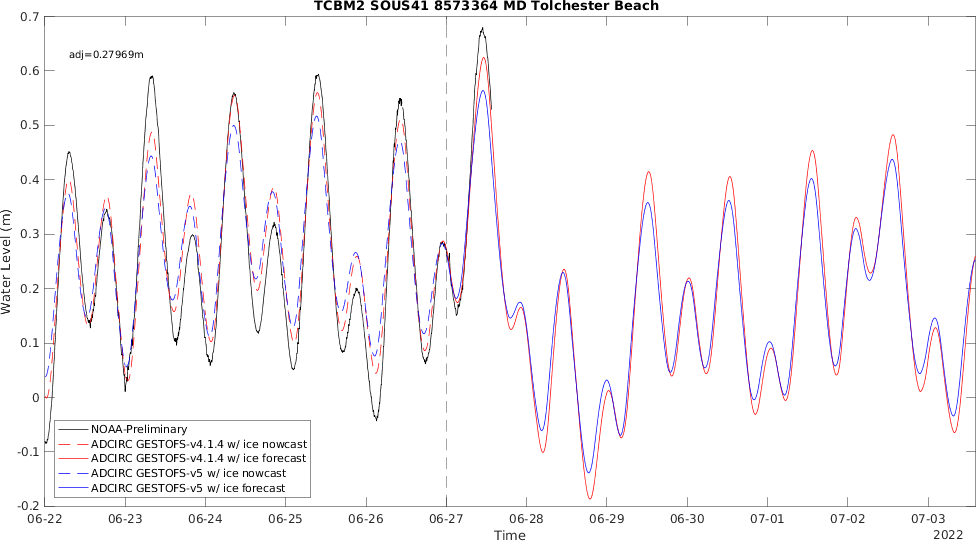 TCBM2 SOUS41 8573364 MD Tolchester Beach
adj=0.27969m
0.7
0.6
0.5
0.4
0.3
0.2
0.1
0
-0.1
-0.2
Water Level (m)
NOAA-Preliminary
ADCIRC GESTOFS-v4.1.4 w/ ice nowcast
ADCIRC GESTOFS-v4.1.4 w/ ice forecast
ADCIRC GESTOFS-v5 w/ ice nowcast
ADCIRC GESTOFS-v5 w/ ice forecast
06-22 06-23 06-24 06-25 06-26 06-27 06-28 06-29 06-30 07-01 07-02 07-03
Time
2022